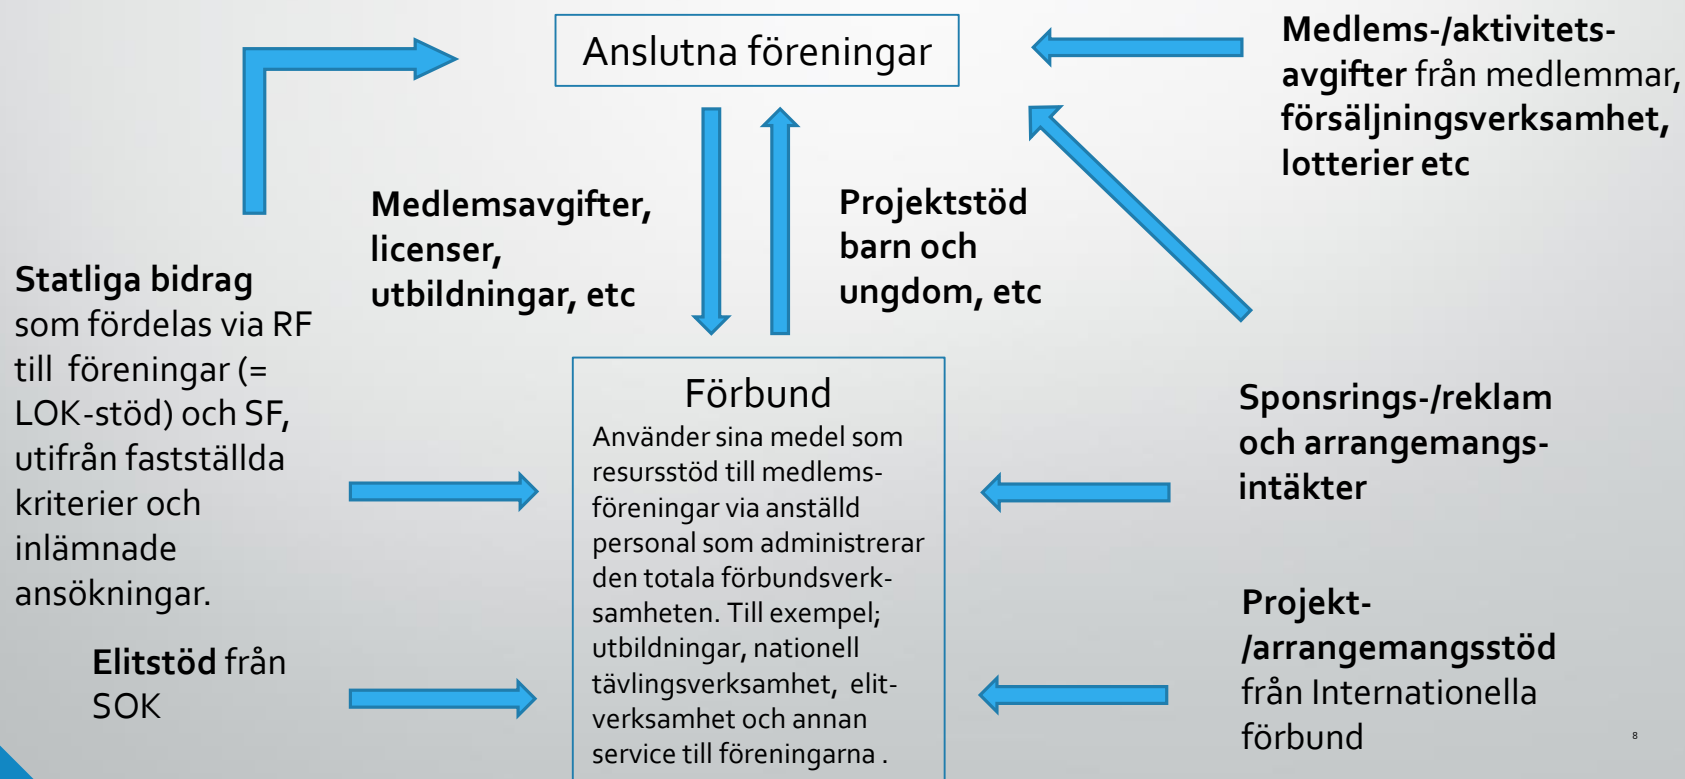 Anslutna föreningar
Medlems-/aktivitets-
avgifter från medlemmar,
försäljningsverksamhet,
lotterier etc
Medlemsavgifter,
licenser,
utbildningar, etc
Projektstöd
barn och
ungdom, etc
Statliga bidrag
som fördelas via RF
till föreningar (=
LOK-stöd) och SF,
utifrån fastställda
kriterier och
inlämnade
ansökningar.
Elitstöd från
SOK
Förbund
Använder sina medel som
resursstöd till medlems-
föreningar via anställd
personal som administrerar
den totala förbundsverk-
samheten. Till exempel;
utbildningar, nationell
tävlingsverksamhet, elit-
verksamhet och annan
service till föreningarna .
Sponsrings-/reklam
och arrangemangs-
intäkter
Projekt-
/arrangemangsstöd
från Internationella
förbund
8